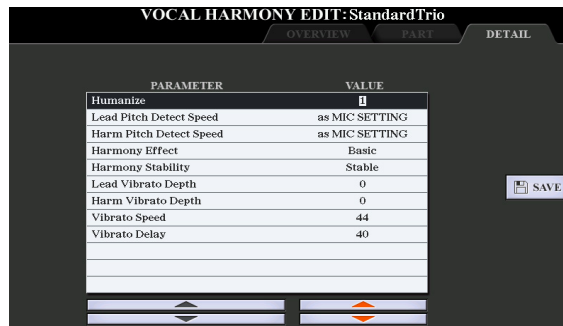 VOCAL HARMONY EDIT: StandardTrio
OVERVIEW PART DETAIL
PARAMETER VALUE
Humanize 1
Lead Pitch Detect Speed as MIC SETTING
Harm Pitch Detect Speed as MIC SETTING
Harmony Effect Basic
Harmony Stability Stable
Lead Vibrato Depth 0
Harm Vibrato Depth 0
Vibrato Speed 44
Vibrato Delay 40
SAVE